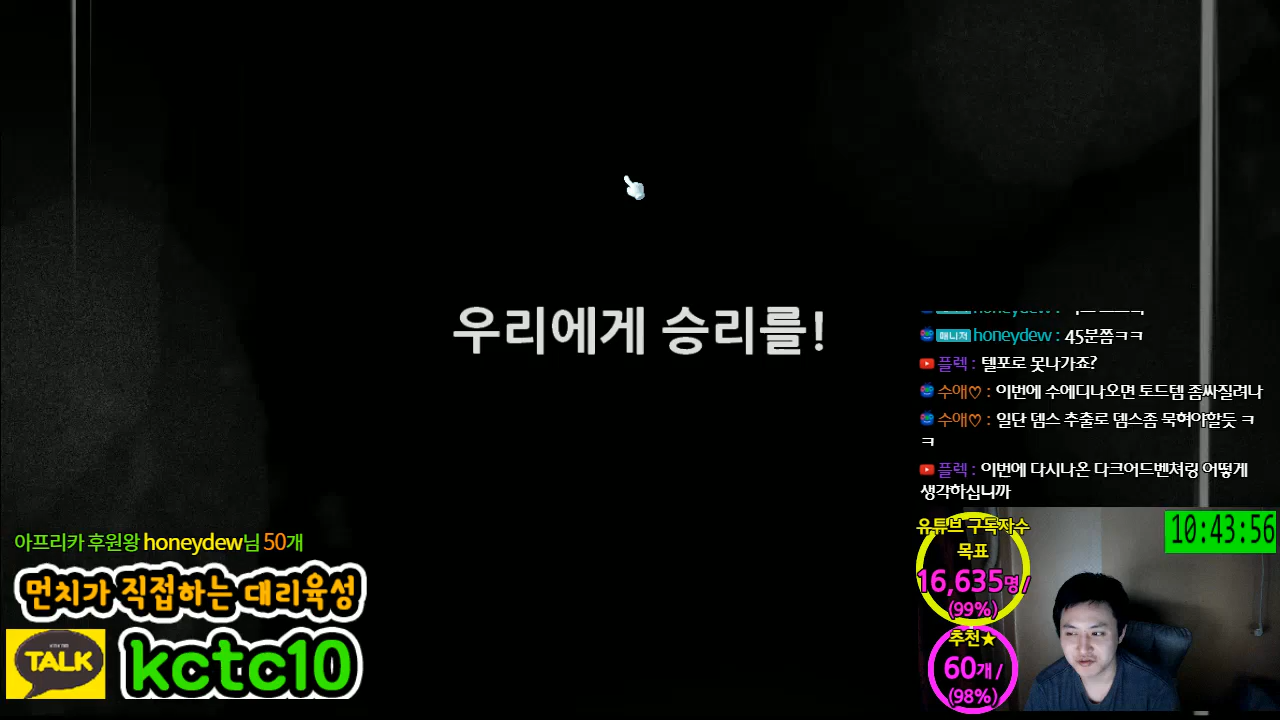 우리에게 승리를!
매니저 honeydew : 45분쯤ㅋㅋ
플렉 : 텔포로 못나가죠?
수애♡ : 이번에 수에디나오면 토드템 좀싸질려나
수애♡ : 일단 뎀스 추출로 뎀스좀 묵혀야할듯 ㅋ
ㅋ
플렉 : 이번에 다시나온 다크어드벤쳐링 어떻게
생각하십니까
아프리카 후원왕 honeydew님 50개
먼치가 직접하는 대리육성
TALK
kctc10
유튜브 구독자수
목표
16,635명 /
(99%)
추천★
60개 /
(98%)
10:43:56